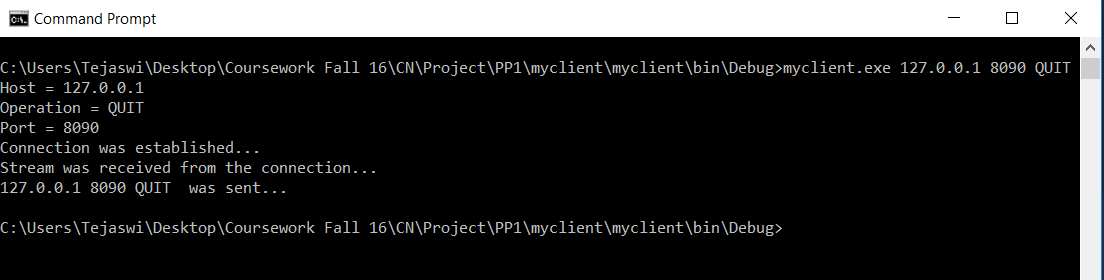 Command Prompt
C:\Users\Tejaswi\Desktop\Coursework Fall 16\CN\Project\PP1\myclient\myclient\bin\Debug>myclient.exe 127.0.0.1 8090 QUIT
Host = 127.0.0.1
Operation = QUIT
Port = 8090
Connection was established...
Stream was received from the connection...
127.0.0.1 8090 QUIT  was sent...
C:\Users\Tejaswi\Desktop\Coursework Fall 16\CN\Project\PP1\myclient\myclient\bin\Debug>